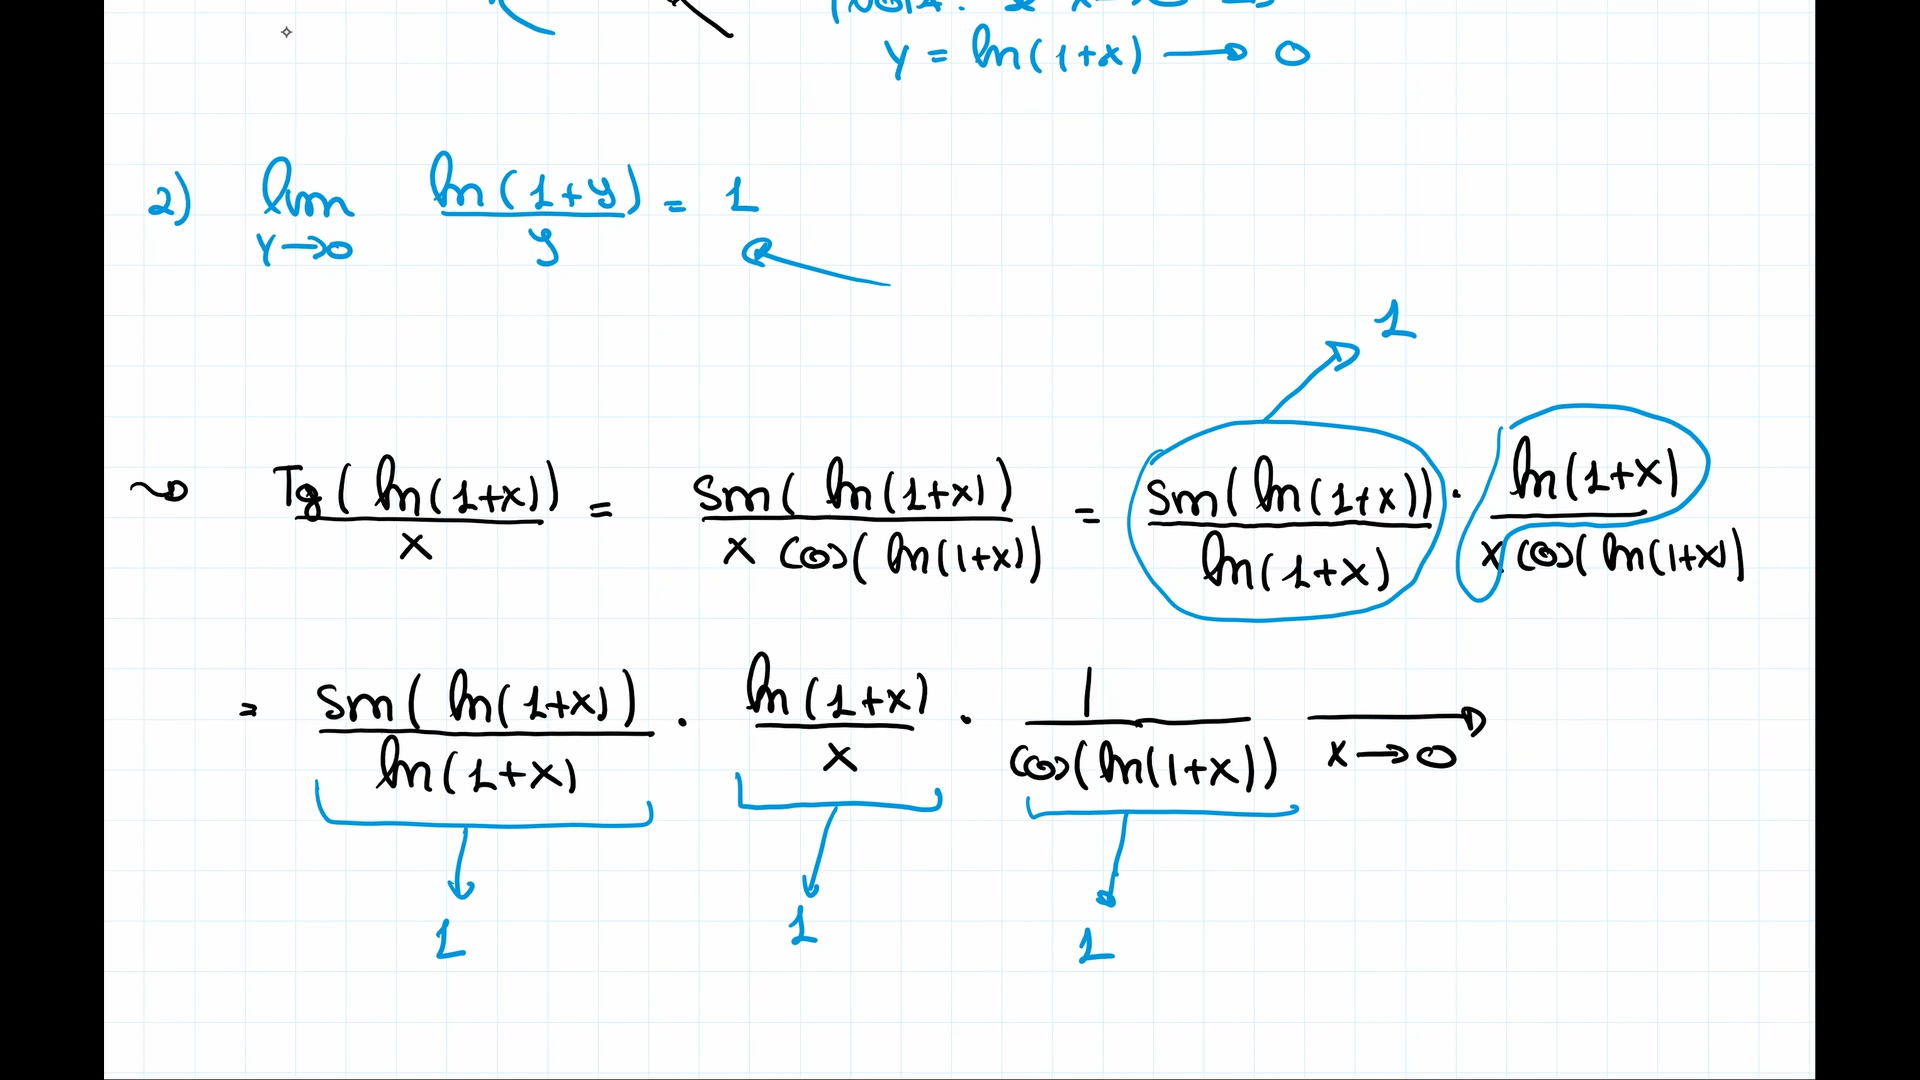 y = ln(1+x) → 0
2) lim ln(1+y) = 1
y→0 y
1
~> Tg( ln(1+x)) = sin( ln(1+x)) = sin( ln(1+x)) · ln(1+x)
x x cos( ln(1+x)) ln(1+x) x cos( ln(1+x)
= sin( ln(1+x)) · ln(1+x) · 1 →
ln(1+x) x cos(ln(1+x)) x→0
1 1 1